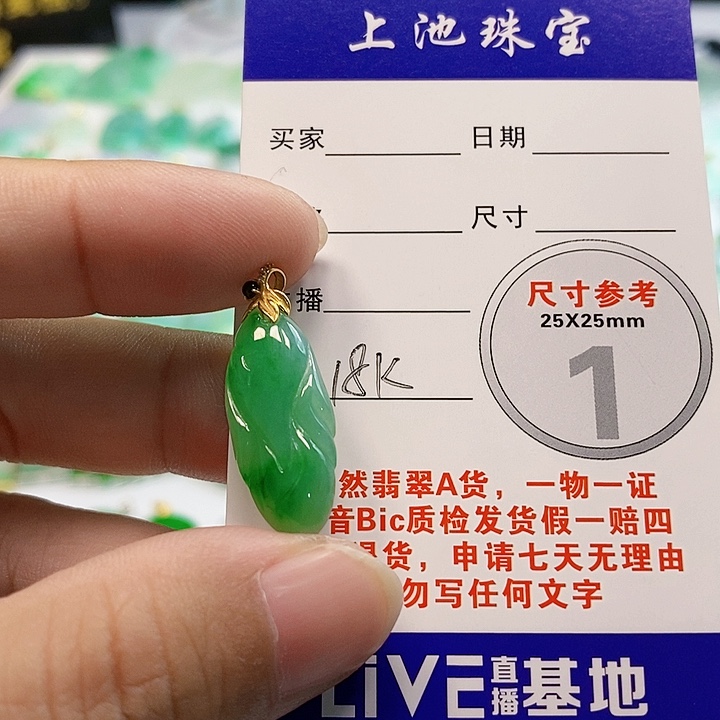 上池珠宝
买家 日期
尺寸
播
尺寸参考
25X25mm
1
18K
然翡翠A货，一物一证
音Bic质检发货假一赔四
退货，申请七天无理由
勿写任何文字
LiVE直播基地